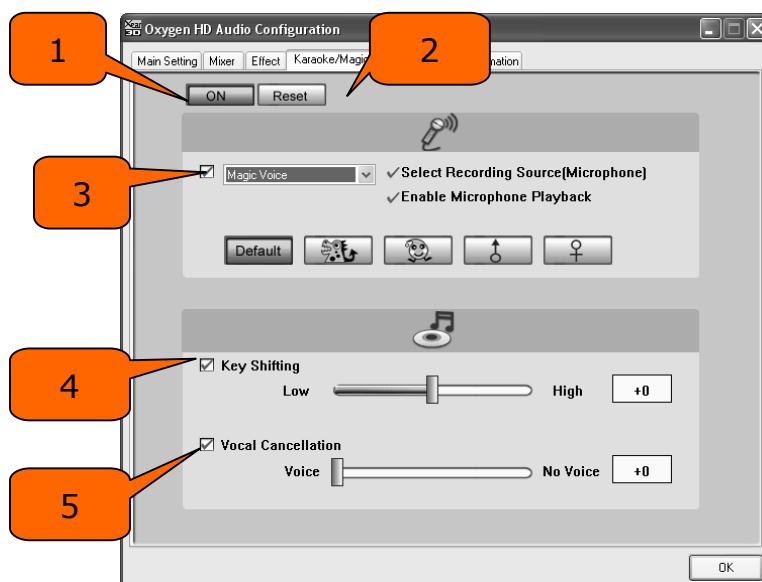 Xear 3D Oxygen HD Audio Configuration
1
2
Main Setting Mixer Effect Karaoke/Magic mation
ON Reset
3
Magic Voice ✓Select Recording Source(Microphone)
✓Enable Microphone Playback
Default
4
Key Shifting
Low High +0
Vocal Cancellation
5
Voice No Voice +0
OK